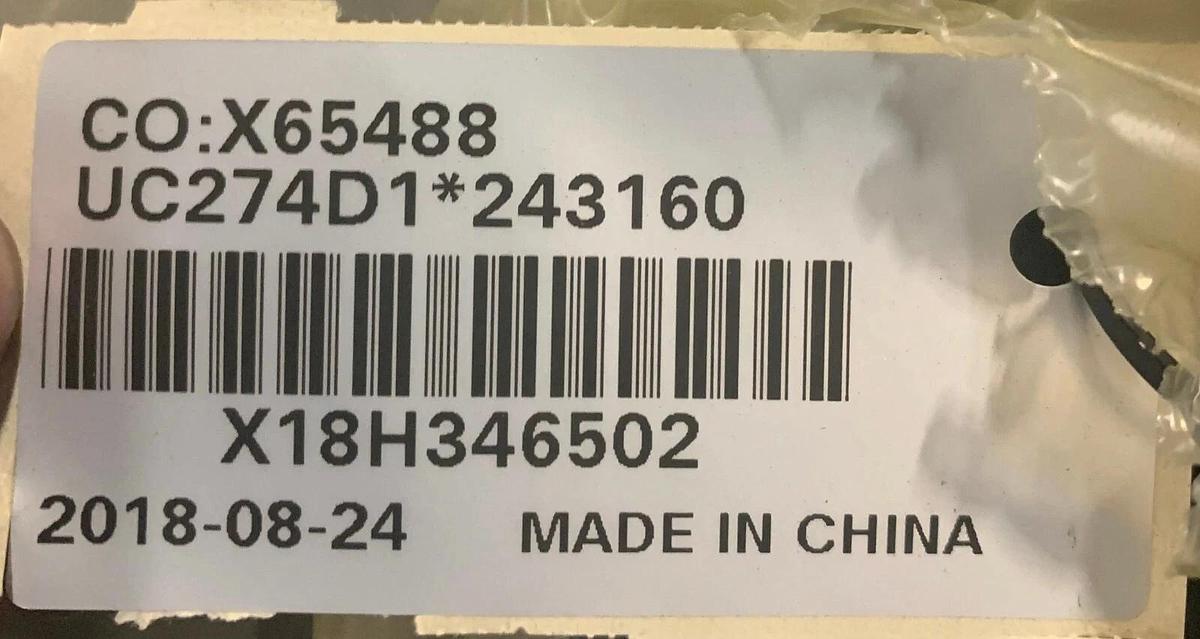 CO:X65488
UC274D1*243160
X18H346502
2018-08-24 MADE IN CHINA